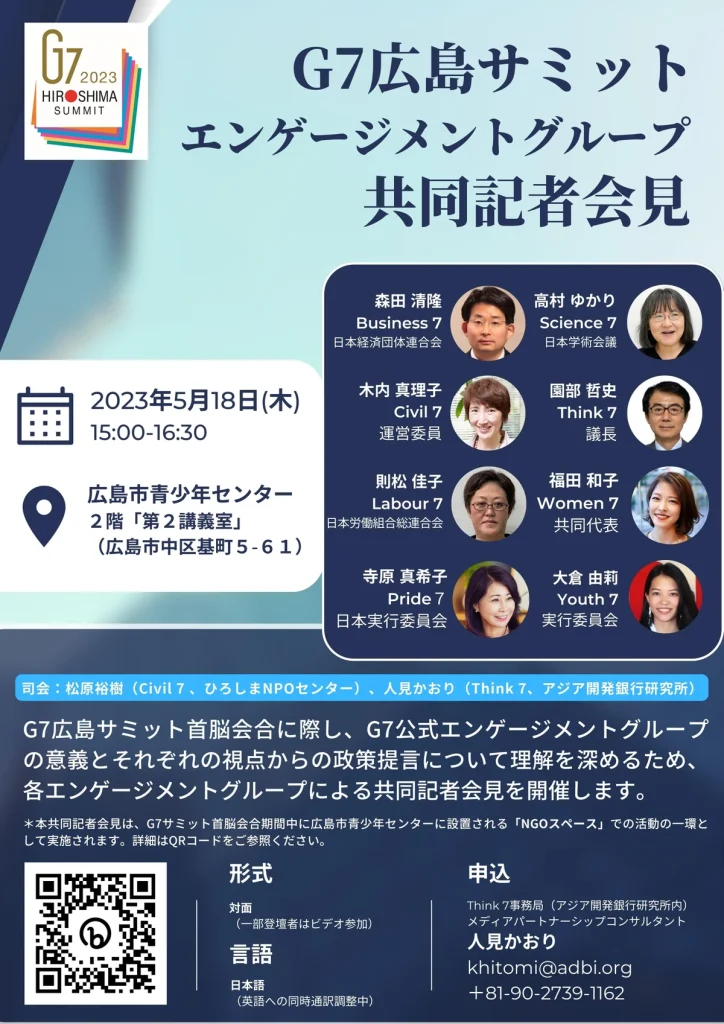 G7 2023
HIROSHIMA
SUMMIT
G7広島サミット
エンゲージメントグループ
共同記者会見
2023年5月18日(木)
15:00-16:30
広島市青少年センター
２階「第２講義室」
（広島市中区基町５-６１）
森田 清隆
Business 7
日本経済団体連合会
高村 ゆかり
Science 7
日本学術会議
木内 真理子
Civil 7
運営委員
園部 哲史
Think 7
議長
則松 佳子
Labour 7
日本労働組合総連合会
福田 和子
Women 7
共同代表
寺原 真希子
Pride 7
日本実行委員会
大倉 由莉
Youth 7
実行委員会
司会：松原裕樹（Civil 7 、ひろしまNPOセンター）、人見かおり（Think 7、アジア開発銀行研究所）
G7広島サミット首脳会合に際し、G7公式エンゲージメントグループ
の意義とそれぞれの視点からの政策提言について理解を深めるため、
各エンゲージメントグループによる共同記者会見を開催します。
＊本共同記者会見は、G7サミット首脳会合期間中に広島市青少年センターに設置される「NGOスペース」での活動の一環と
して実施されます。詳細はQRコードをご参照ください。
形式
対面
（一部登壇者はビデオ参加）
言語
日本語
（英語への同時通訳調整中）
申込
Think 7事務局（アジア開発銀行研究所内）
メディアパートナーシップコンサルタント
人見かおり
khitomi@adbi.org
＋81-90-2739-1162